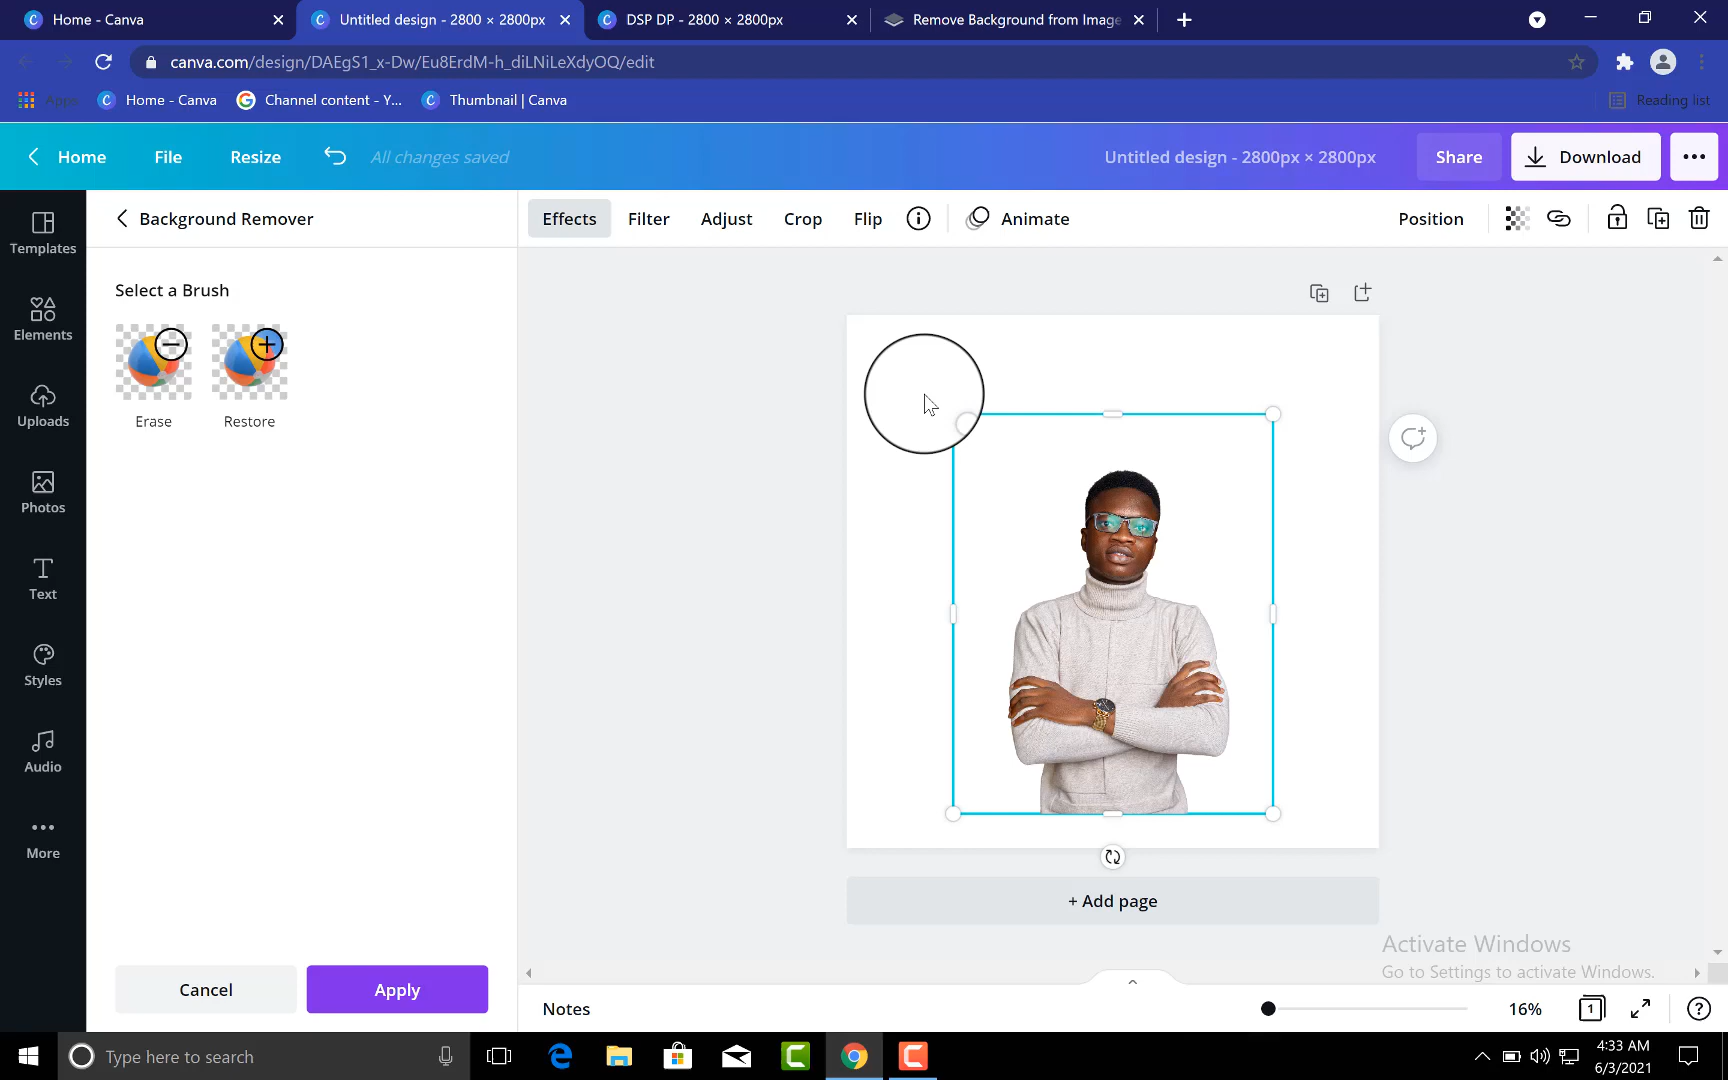 Home - Canva
Untitled design - 2800 × 2800px
DSP DP - 2800 × 2800px
Remove Background from Image
canva.com/design/DAEgS1_x-Dw/Eu8ErdM-h_diLNiLeXdyOQ/edit
Apps
Home - Canva
Channel content - Y...
Thumbnail | Canva
Reading list
Home
File
Resize
All changes saved
Untitled design - 2800px × 2800px
Share
Download
Background Remover
Effects
Filter
Adjust
Crop
Flip
Animate
Position
Templates
Elements
Uploads
Photos
Text
Styles
Audio
More
Select a Brush
Erase
Restore
+ Add page
Cancel
Apply
Activate Windows
Go to Settings to activate Windows.
Notes
16%
1
Type here to search
4:33 AM
6/3/2021